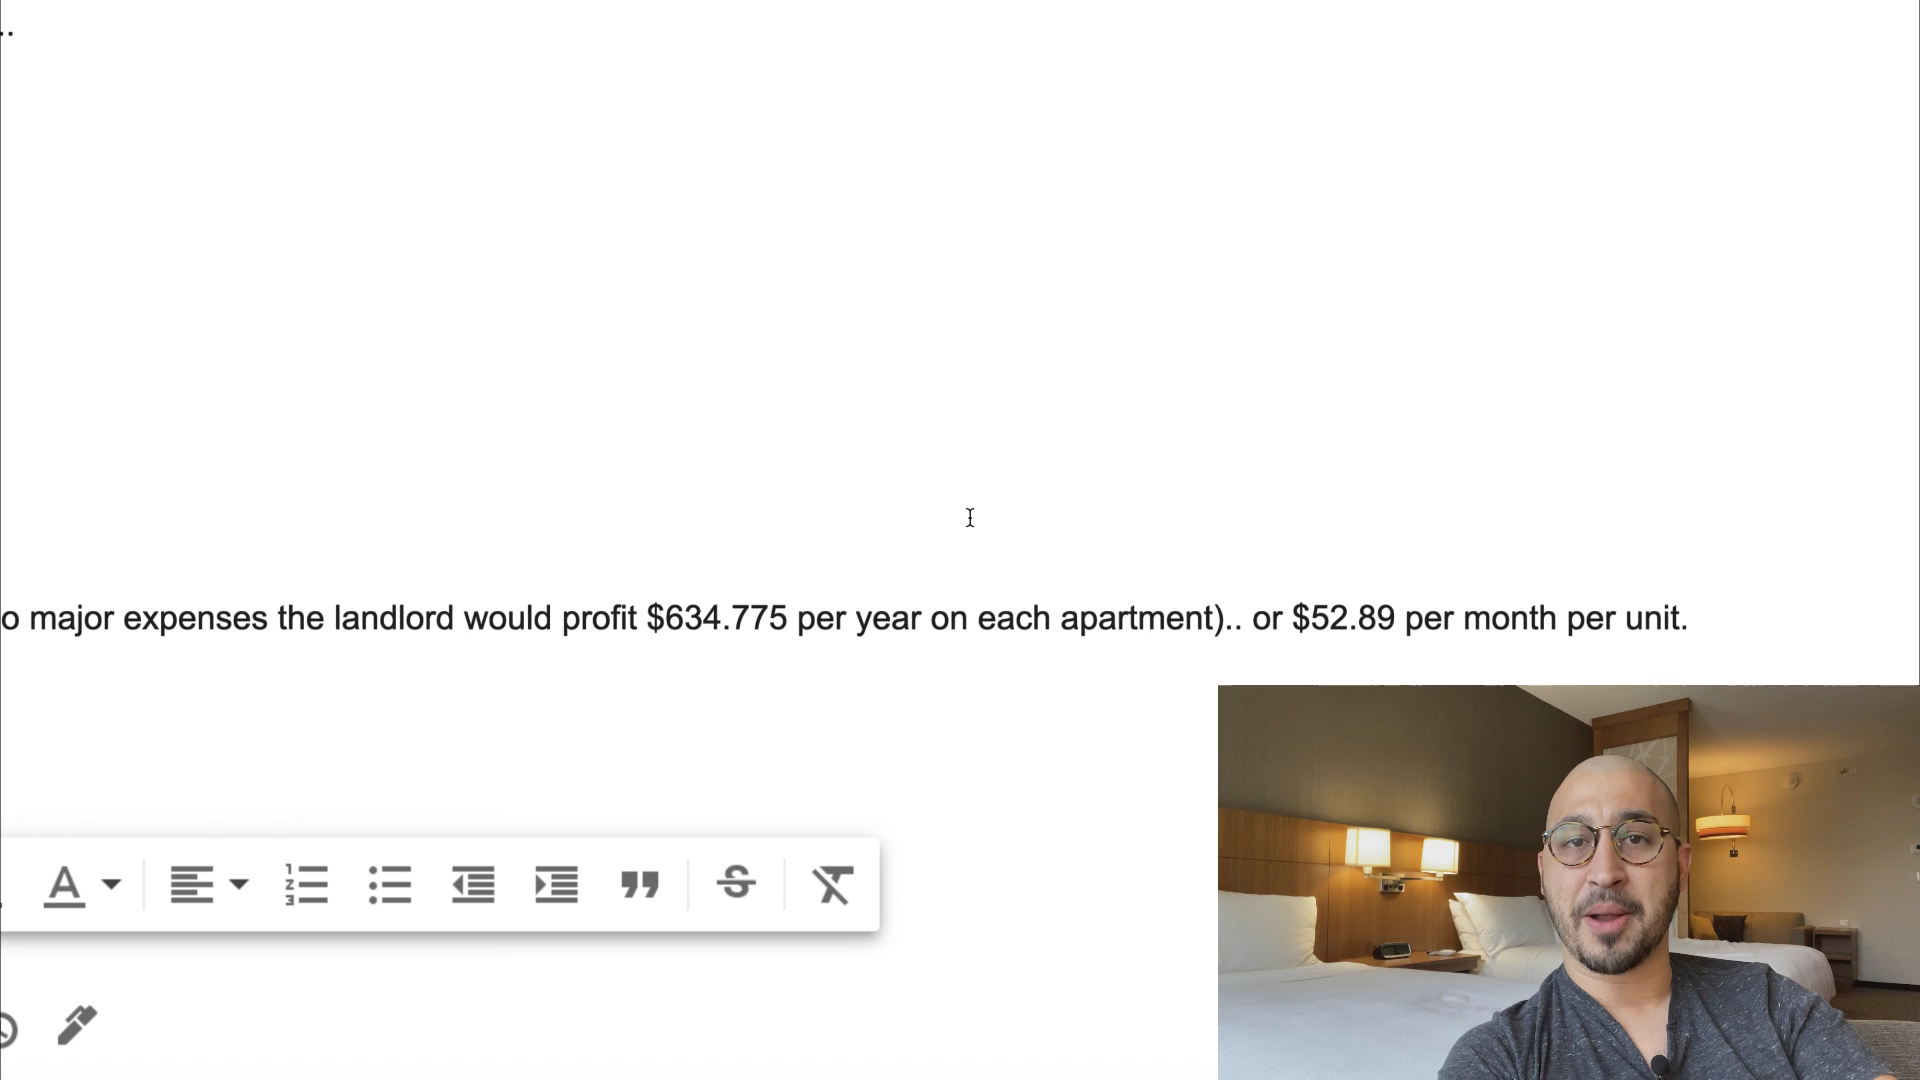 ..
o major expenses the landlord would profit $634.775 per year on each apartment).. or $52.89 per month per unit.